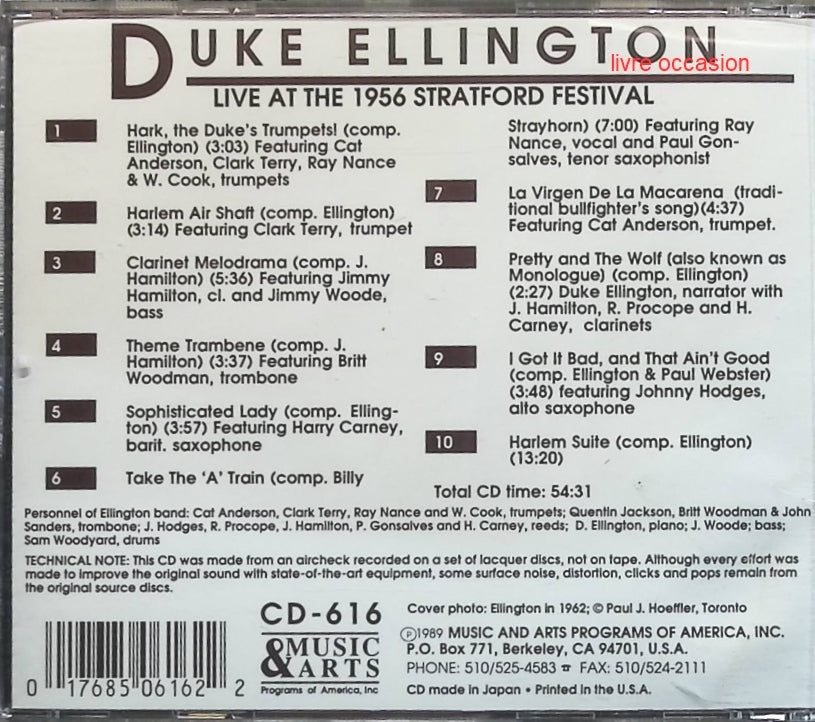 DUKE ELLINGTON
livre occasion
LIVE AT THE 1956 STRATFORD FESTIVAL
1 Hark, the Duke's Trumpets! (comp.
Ellington) (3:03) Featuring Cat
Anderson, Clark Terry, Ray Nance
& W. Cook, trumpets
2 Harlem Air Shaft (comp. Ellington)
(3:14) Featuring Clark Terry, trumpet
3 Clarinet Melodrama (comp. J.
Hamilton) (5:36) Featuring Jimmy
Hamilton, cl. and Jimmy Woode,
bass
4 Theme Trambene (comp. J.
Hamilton) (3:37) Featuring Britt
Woodman, trombone
5 Sophisticated Lady (comp. Elling-
ton) (3:57) Featuring Harry Carney,
barit. saxophone
6 Take The 'A' Train (comp. Billy
Strayhorn) (7:00) Featuring Ray
Nance, vocal and Paul Gon-
salves, tenor saxophonist
7 La Virgen De La Macarena (tradi-
tional bullfighter's song)(4:37)
Featuring Cat Anderson, trumpet.
8 Pretty and The Wolf (also known as
Monologue) (comp. Ellington)
(2:27) Duke Ellington, narrator with
J. Hamilton, R. Procope and H.
Carney, clarinets
9 I Got It Bad, and That Ain't Good
(comp. Ellington & Paul Webster)
(3:48) featuring Johnny Hodges,
alto saxophone
10 Harlem Suite (comp. Ellington)
(13:20)
Total CD time: 54:31
Personnel of Ellington band: Cat Anderson, Clark Terry, Ray Nance and W. Cook, trumpets; Quentin Jackson, Britt Woodman & John
Sanders, trombone; J. Hodges, R. Procope, J. Hamilton, P. Gonsalves and H. Carney, reeds; D. Ellington, piano; J. Woode; bass;
Sam Woodyard, drums
TECHNICAL NOTE: This CD was made from an aircheck recorded on a set of lacquer discs, not on tape. Although every effort was
made to improve the original sound with state-of-the-art equipment, some surface noise, distortion, clicks and pops remain from
the original source discs.
CD-616
MUSIC
& ARTS
Programs of America, Inc
0 17685 06162 2
Cover photo: Ellington in 1962; © Paul J. Hoeffler, Toronto
℗1989 MUSIC AND ARTS PROGRAMS OF AMERICA, INC.
P.O. Box 771, Berkeley, CA 94701, U.S.A.
PHONE: 510/525-4583 ☎ FAX: 510/524-2111
CD made in Japan • Printed in the U.S.A.